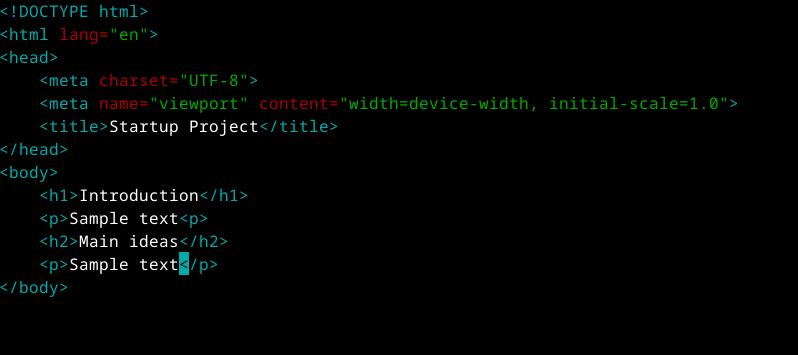 <!DOCTYPE html>
<html lang="en">
<head>
    <meta charset="UTF-8">
    <meta name="viewport" content="width=device-width, initial-scale=1.0">
    <title>Startup Project</title>
</head>
<body>
    <h1>Introduction</h1>
    <p>Sample text<p>
    <h2>Main ideas</h2>
    <p>Sample text</p>
</body>